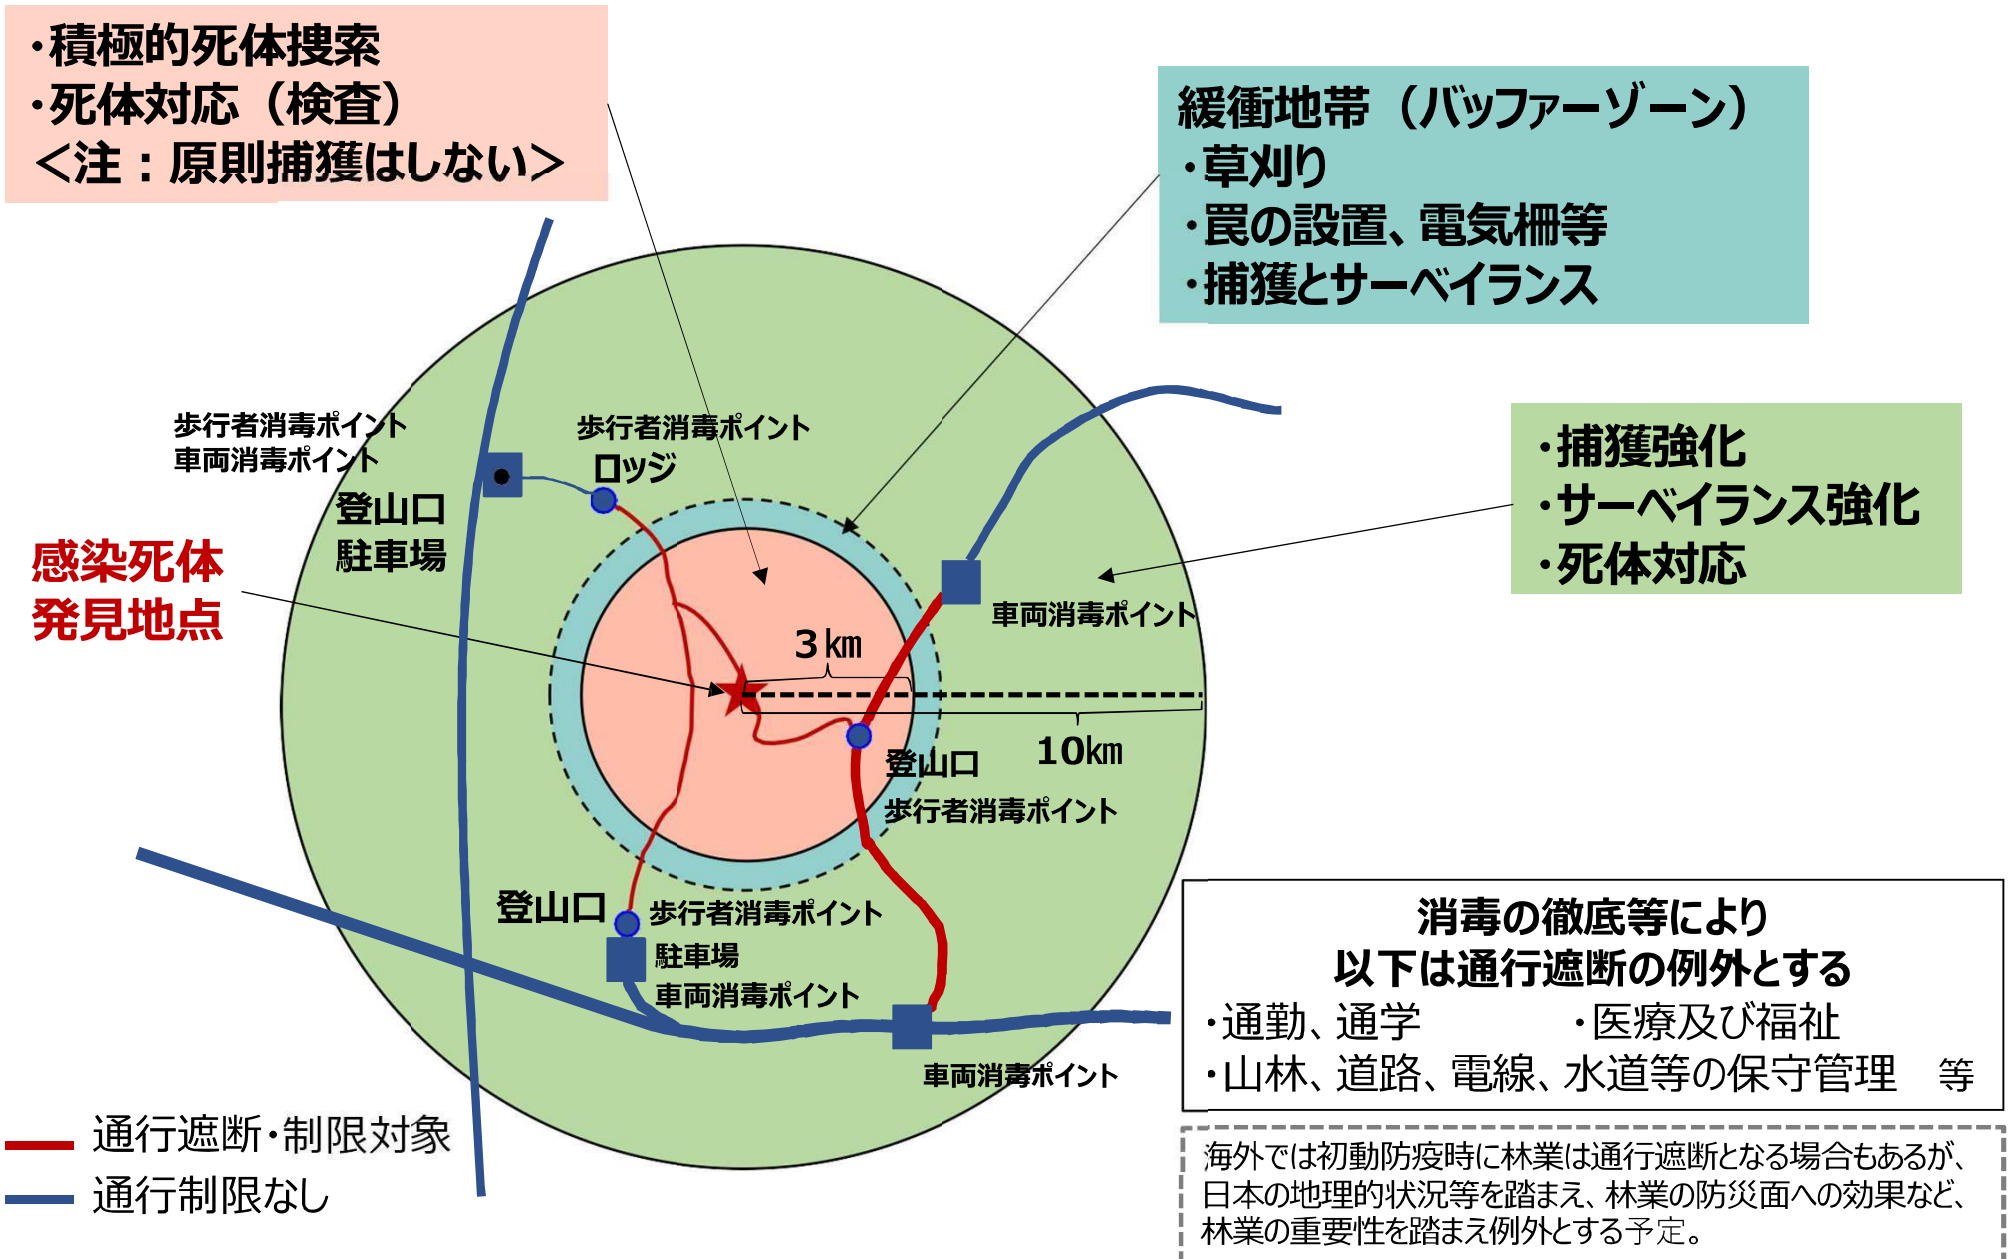 ・積極的死体捜索
・死体対応（検査）
＜注：原則捕獲はしない＞
緩衝地帯（バッファーゾーン）
・草刈り
・罠の設置、電気柵等
・捕獲とサーベイランス
・捕獲強化
・サーベイランス強化
・死体対応
歩行者消毒ポイント
車両消毒ポイント
登山口
駐車場
歩行者消毒ポイント
ロッジ
感染死体
発見地点
車両消毒ポイント
３㎞
10㎞
登山口
歩行者消毒ポイント
登山口
歩行者消毒ポイント
駐車場
車両消毒ポイント
車両消毒ポイント
消毒の徹底等により
以下は通行遮断の例外とする
・通勤、通学　・医療及び福祉
・山林、道路、電線、水道等の保守管理　等
海外では初動防疫時に林業は通行遮断となる場合もあるが、
日本の地理的状況等を踏まえ、林業の防災面への効果など、
林業の重要性を踏まえ例外とする予定。
通行遮断・制限対象
通行制限なし